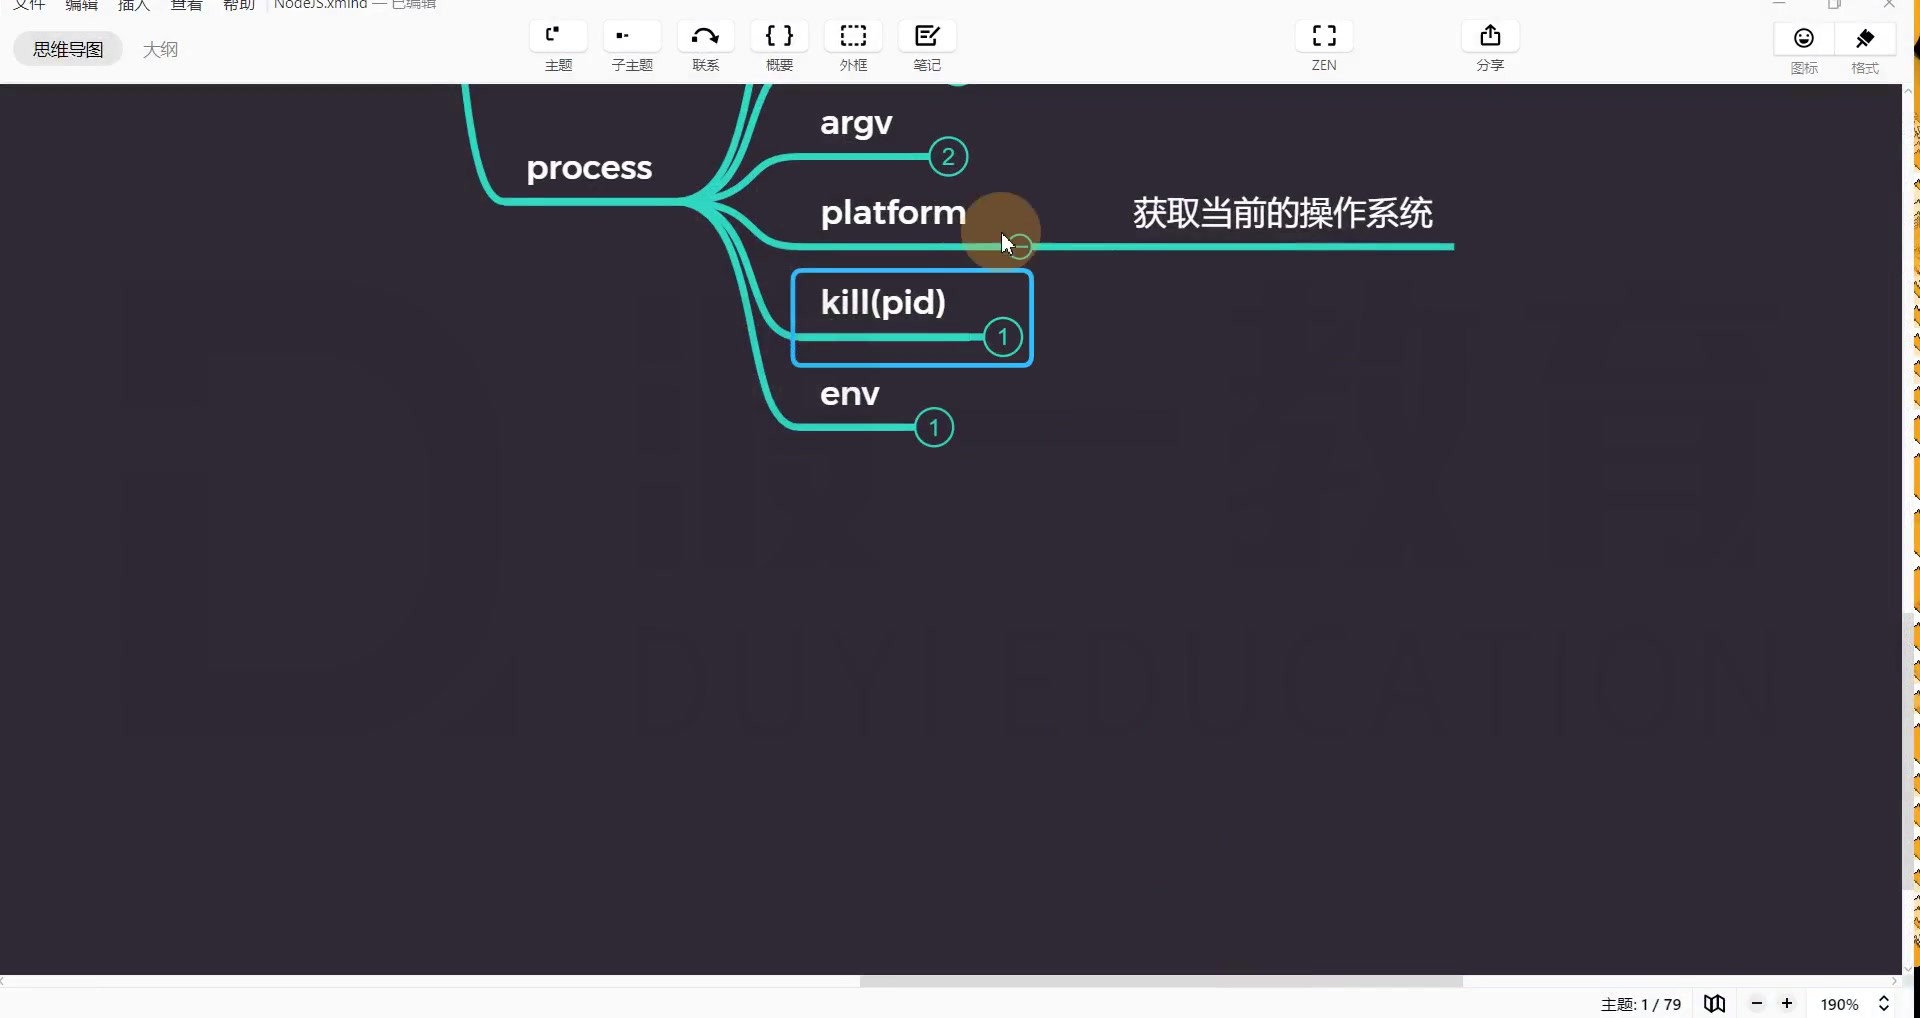 文件 编辑 插入 查看 帮助 NodeJS.xmind — 已编辑
思维导图 大纲
主题 子主题 联系 概要 外框 笔记 ZEN 分享 图标 格式
argv
2
process
platform
获取当前的操作系统
kill(pid)
1
env
1
DUYI EDUCATION
主题: 1 / 79
190%